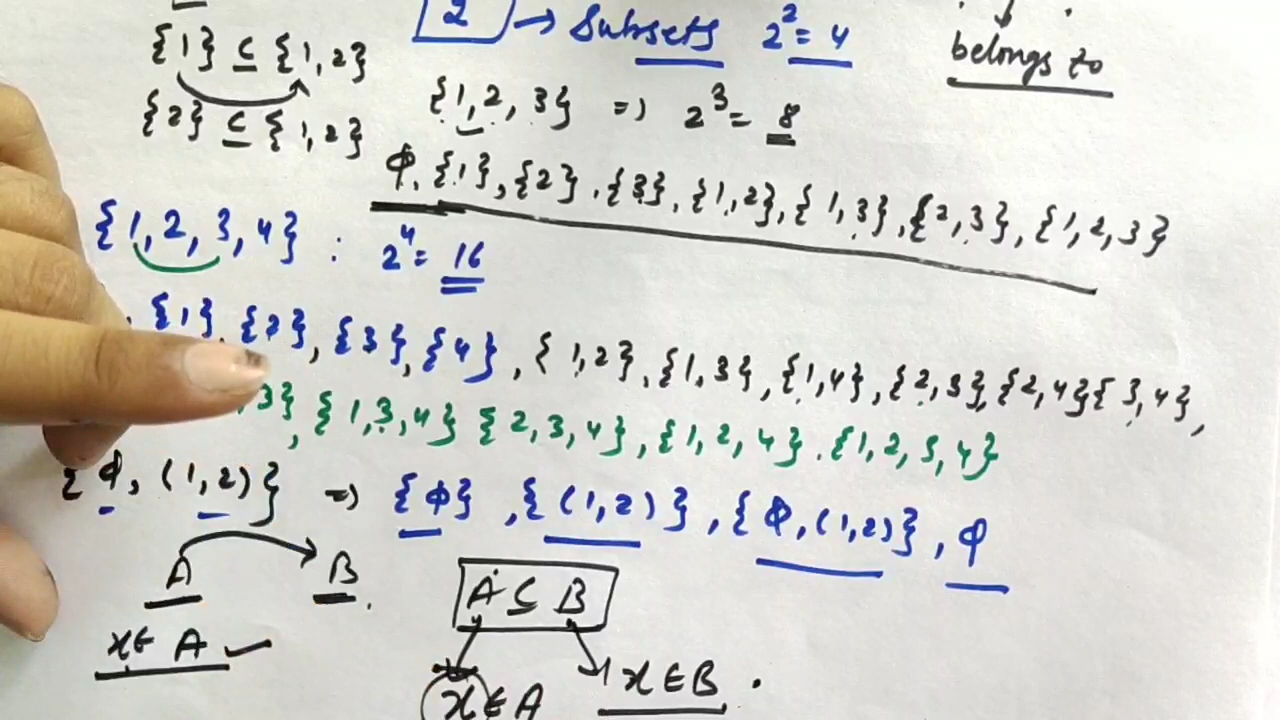 2 → Subsets 2² = 4
belongs to
{1} ⊆ {1,2}
{2} ⊆ {1,2}
{1,2,3} ⇒ 2³ = 8
Φ, {1}, {2}, {3}, {1,2}, {1,3}, {2,3}, {1,2,3}
{1,2,3,4} : 2⁴ = 16
, {1}, {2}, {3}, {4}, {1,2}, {1,3}, {1,4}, {2,3}, {2,4} {3,4},
,3}, {1,3,4} {2,3,4}, {1,2,4}, {1,2,3,4}
{Φ, (1,2)} ⇒ {Φ}, {(1,2)}, {Φ,(1,2)}, Φ
A → B.
A ⊆ B
x ∈ A ✓
x ∈ A x ∈ B.